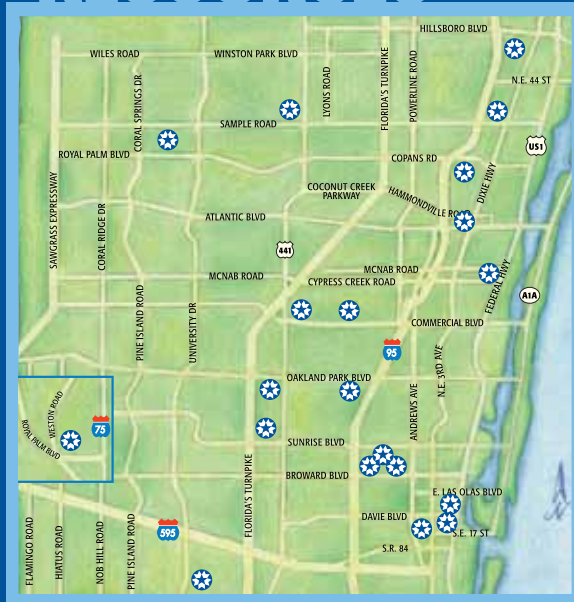 HILLSBORO BLVD
WILES ROAD
WINSTON PARK BLVD
CORAL SPRINGS DR
LYONS ROAD
FLORIDA'S TURNPIKE
POWERLINE ROAD
N.E. 44 ST
SAMPLE ROAD
US1
ROYAL PALM BLVD
COPANS RD
DIXIE HWY
SAWGRASS EXPRESSWAY
COCONUT CREEK
PARKWAY
HAMMONDVILLE ROAD
CORAL RIDGE DR
ATLANTIC BLVD
441
MCNAB ROAD
MCNAB ROAD
CYPRESS CREEK ROAD
FEDERAL HWY
A1A
PINE ISLAND ROAD
UNIVERSITY DR
COMMERCIAL BLVD
95
N.E. 3RD AVE
OAKLAND PARK BLVD
ANDREWS AVE
WESTON ROAD
75
ROYAL PALM BLVD
SUNRISE BLVD
BROWARD BLVD
FLORIDA'S TURNPIKE
E. LAS OLAS BLVD
DAVIE BLVD
S.E. 17 ST
595
S.R. 84
FLAMINGO ROAD
HIATUS ROAD
NOB HILL ROAD
PINE ISLAND ROAD
N